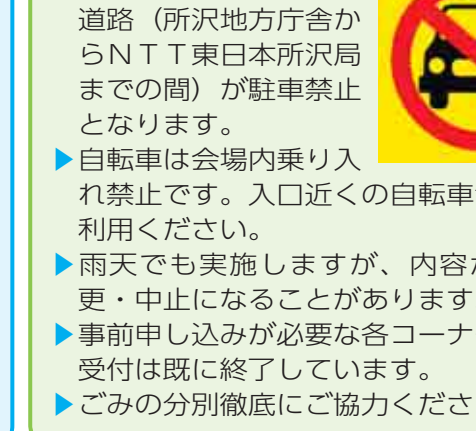 道路（所沢地方庁舎か
らＮＴＴ東日本所沢局
までの間）が駐車禁止
となります。
▶自転車は会場内乗り入
れ禁止です。入口近くの自転車
利用ください。
▶雨天でも実施しますが、内容
更・中止になることがあります
▶事前申し込みが必要な各コーナ
受付は既に終了しています。
▶ごみの分別徹底にご協力くださ